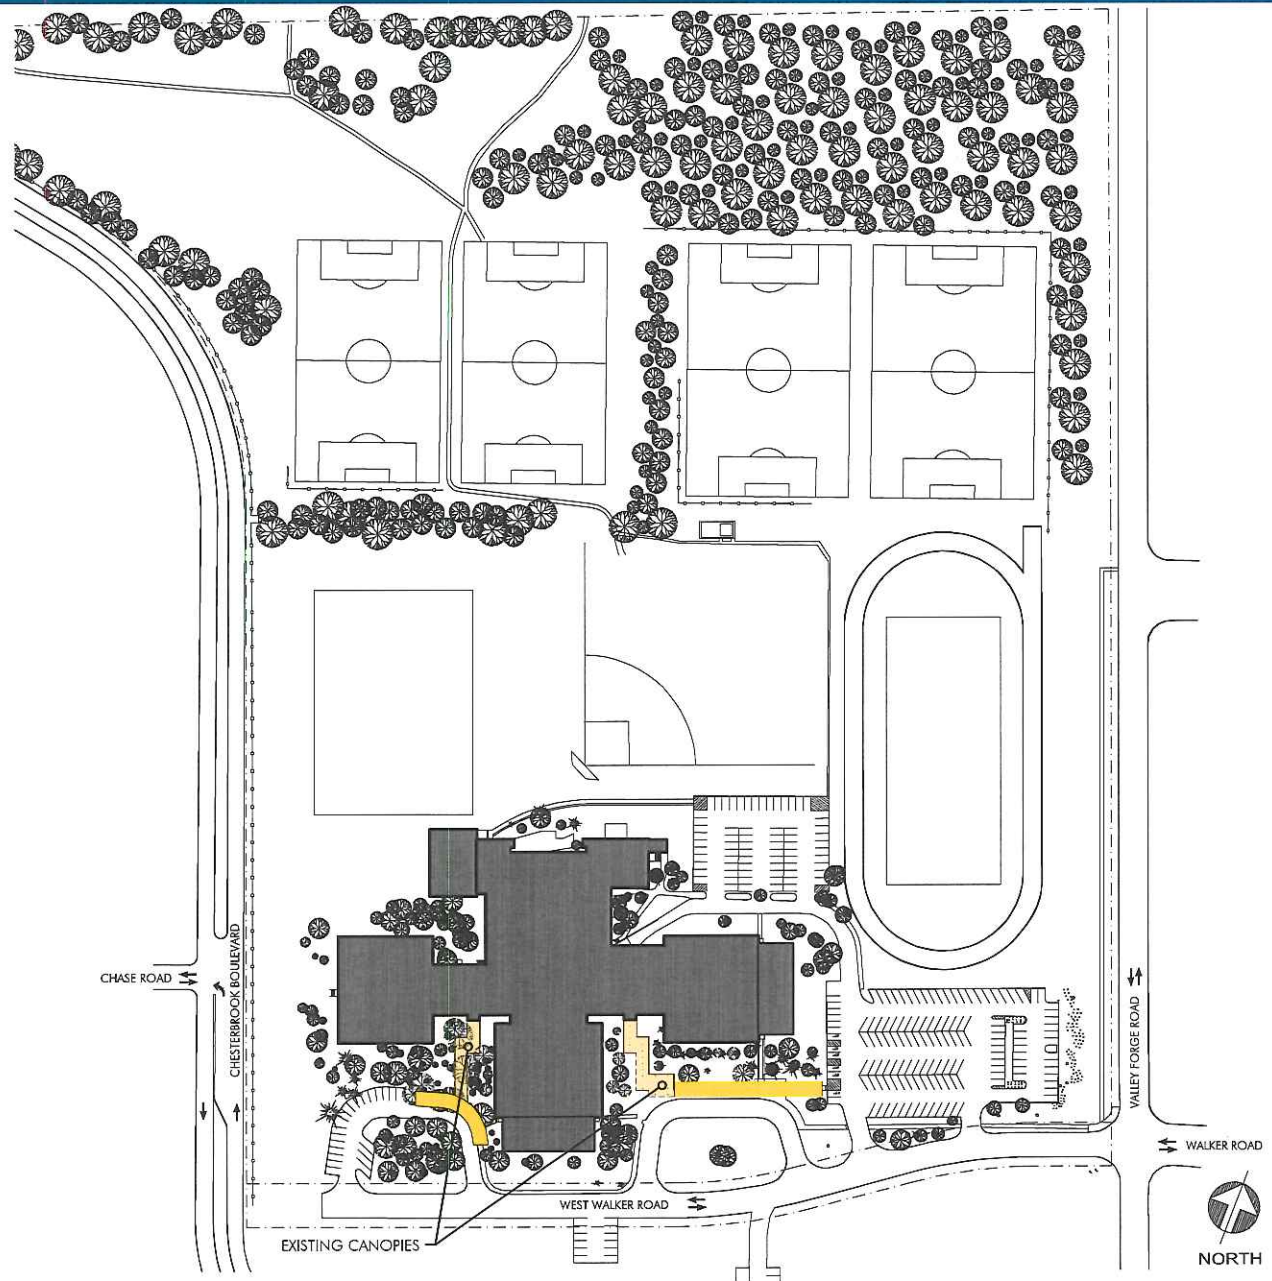 CHASE ROAD
CHESTERBROOK BOULEVARD
VALLEY FORGE ROAD
WALKER ROAD
WEST WALKER ROAD
EXISTING CANOPIES
NORTH